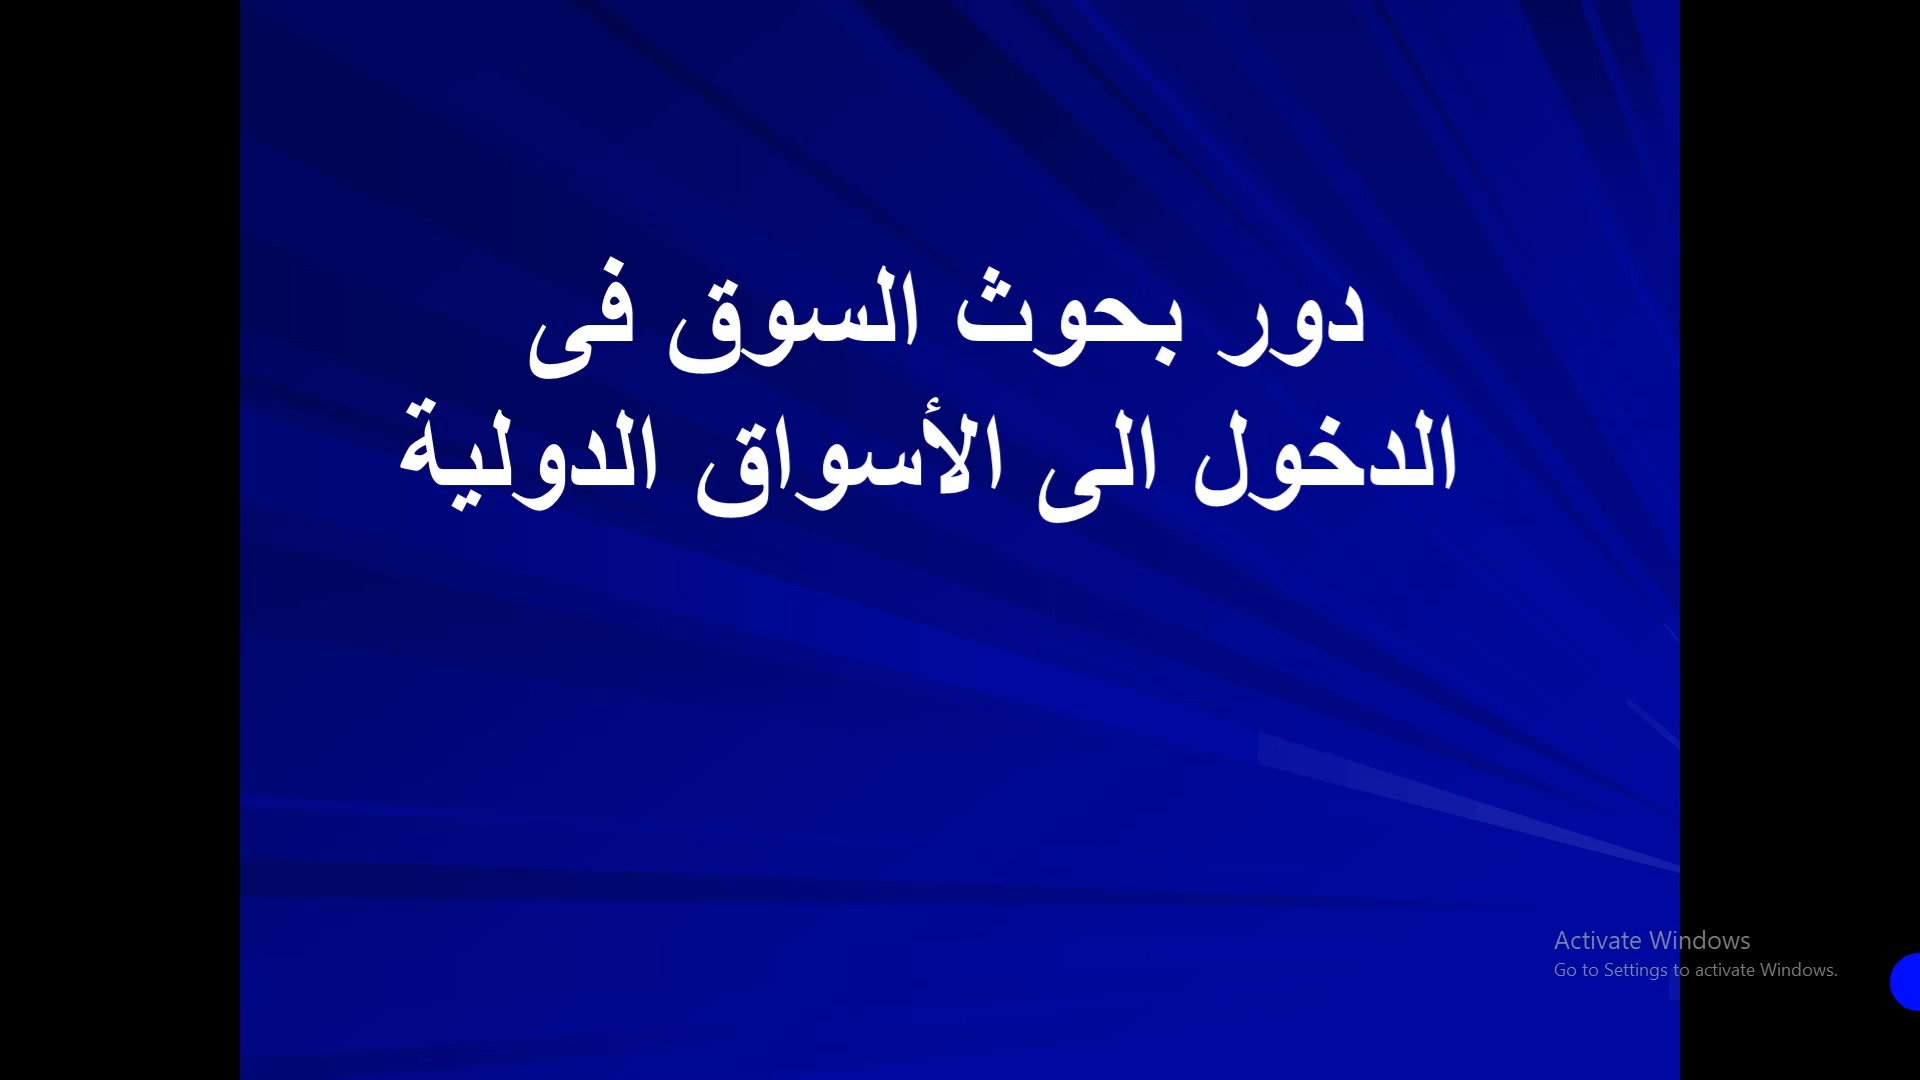 دور بحوث السوق فى
الدخول الى الأسواق الدولية
Activate Windows
Go to Settings to activate Windows.